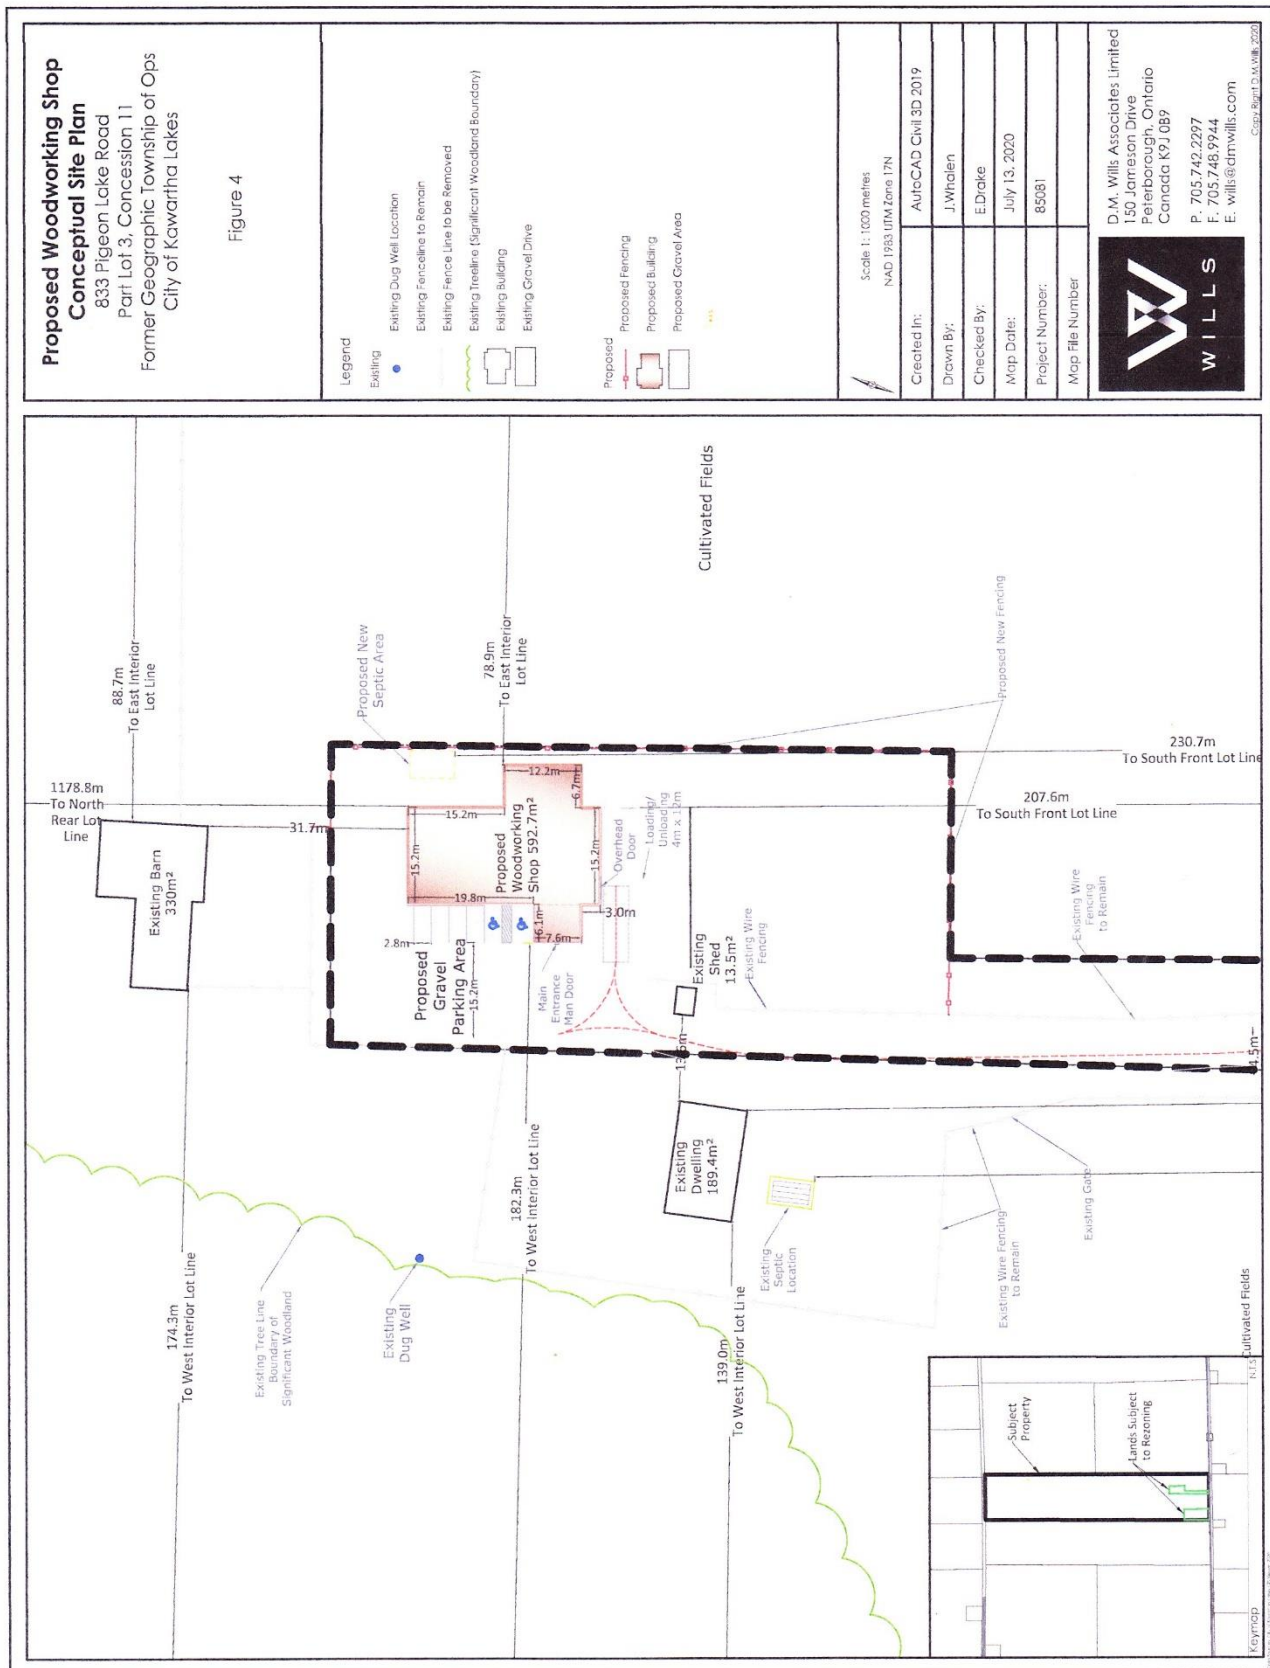 Proposed Woodworking Shop
Conceptual Site Plan
833 Pigeon Lake Road
Part Lot 3, Concession 11
Former Geographic Township of Ops
City of Kawartha Lakes
Figure 4
Legend
Existing
Existing Dug Well Location
Existing Fenceline to Remain
Existing Fence Line to be Removed
Existing Treeline (Significant Woodland Boundary)
Existing Building
Existing Gravel Drive
Proposed
Proposed Fencing
Proposed Building
Proposed Gravel Area
Scale 1: 1000 metres
NAD 1983 UTM Zone 17N
Created In: AutoCAD Civil 3D 2019
Drawn By: J.Whalen
Checked By: E.Drake
Map Date: July 13, 2020
Project Number: 85081
Map File Number
WILLS
D.M. Wills Associates Limited
150 Jameson Drive
Peterborough, Ontario
Canada K9J 0B9
P. 705.742.2297
F. 705.748.9944
E. wills@dmwills.com
Copy Right D.M.Wills 2020
88.7m
To East Interior
Lot Line
1178.8m
To North
Rear Lot
Line
Existing Barn
330m²
31.7m
174.3m
To West Interior Lot Line
Existing Tree Line
Boundary of
Significant Woodland
Existing
Dug Well
Proposed New
Septic Area
78.9m
To East Interior
Lot Line
15.2m
12.2m
6.7m
15.2m
Proposed
Woodworking
Shop 592.7m²
15.2m
19.8m
6.1m
7.6m
3.0m
2.8m
Proposed
Gravel
Parking Area
15.2m
Main
Entrance
Man Door
Overhead
Door
Loading/
Unloading
4m x 12m
182.3m
To West Interior Lot Line
Cultivated Fields
Existing
Shed
13.5m²
Existing Wire
Fencing
Existing
Dwelling
189.4m²
139.0m
To West Interior Lot Line
Existing
Septic
Location
Proposed New Fencing
230.7m
To South Front Lot Line
207.6m
To South Front Lot Line
Existing Wire
Fencing
to Remain
4.5m
Existing Gate
Existing Wire Fencing
to Remain
Cultivated Fields
Subject
Property
Lands Subject
to Rezoning
Keymap
N.T.S